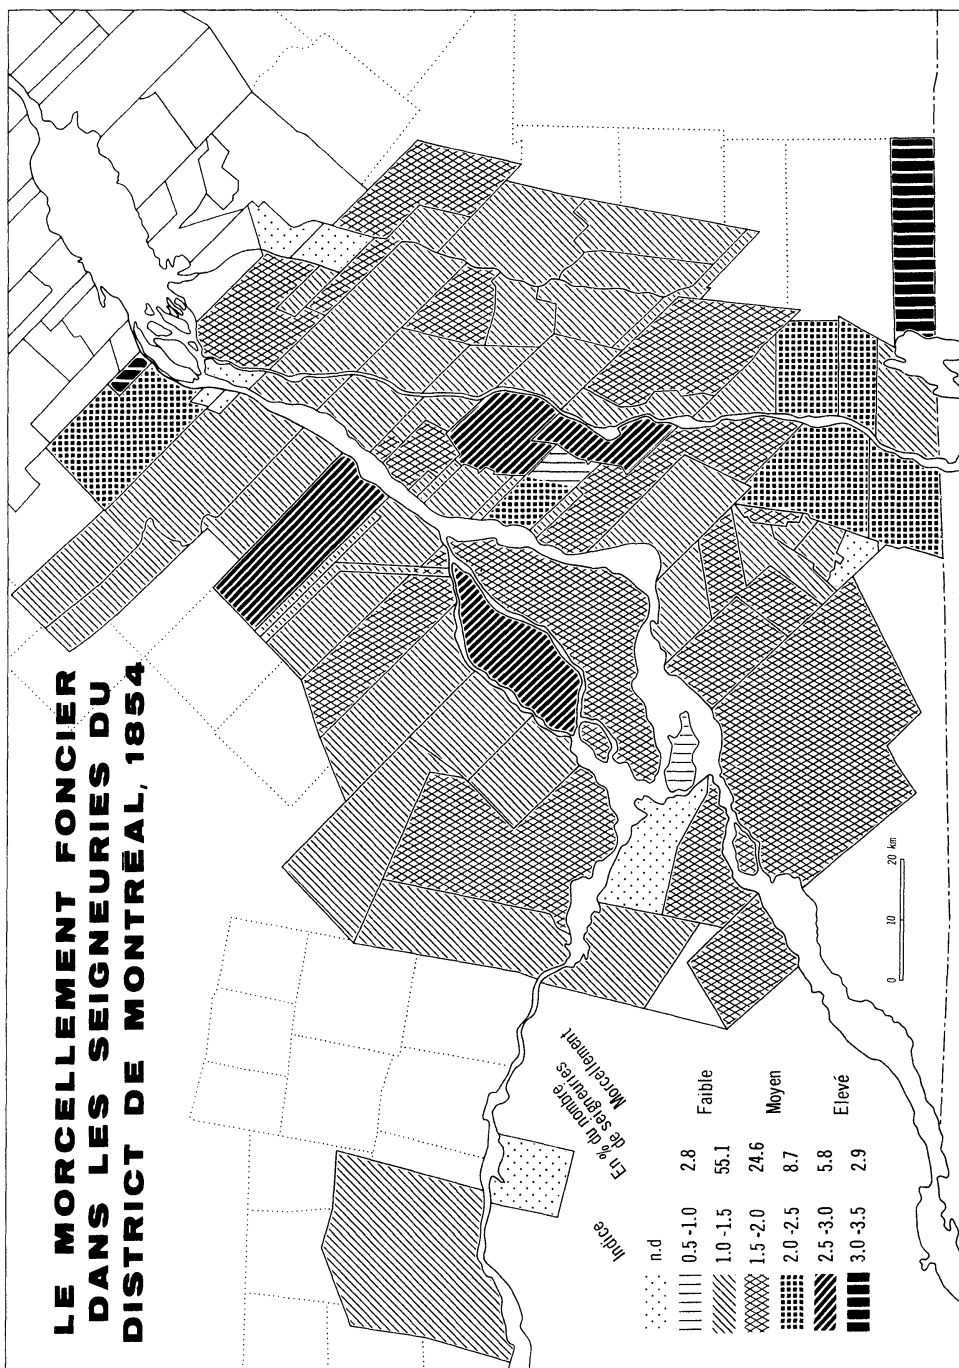 LE MORCELLEMENT FONCIER
DANS LES SEIGNEURIES DU
DISTRICT DE MONTRÉAL, 1854
Indice
En % du nombre
de seigneuries
Morcellement
n.d
0.5 -1.0 2.8
Faible
1.0 -1.5 55.1
1.5 -2.0 24.6
Moyen
2.0 -2.5 8.7
2.5 -3.0 5.8
Elevé
3.0 -3.5 2.9
0 10 20 km